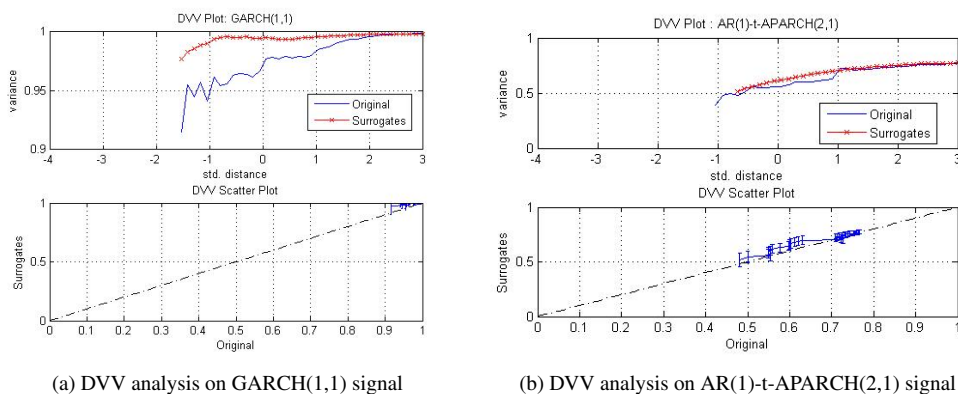 DVV Plot: GARCH(1,1)
1
0.95
0.9
variance
Original
Surrogates
-4 -3 -2 -1 0 1 2 3
std. distance
DVV Scatter Plot
1
0.5
0
Surrogates
0 0.1 0.2 0.3 0.4 0.5 0.6 0.7 0.8 0.9 1
Original
(a) DVV analysis on GARCH(1,1) signal
DVV Plot : AR(1)-t-APARCH(2,1)
1
0.5
0
variance
Original
Surrogates
-4 -3 -2 -1 0 1 2 3
std. distance
DVV Scatter Plot
1
0.5
0
Surrogates
0 0.1 0.2 0.3 0.4 0.5 0.6 0.7 0.8 0.9 1
Original
(b) DVV analysis on AR(1)-t-APARCH(2,1) signal